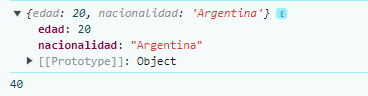 ▼ {edad: 20, nacionalidad: 'Argentina'} i
edad: 20
nacionalidad: "Argentina"
▶ [[Prototype]]: Object
40